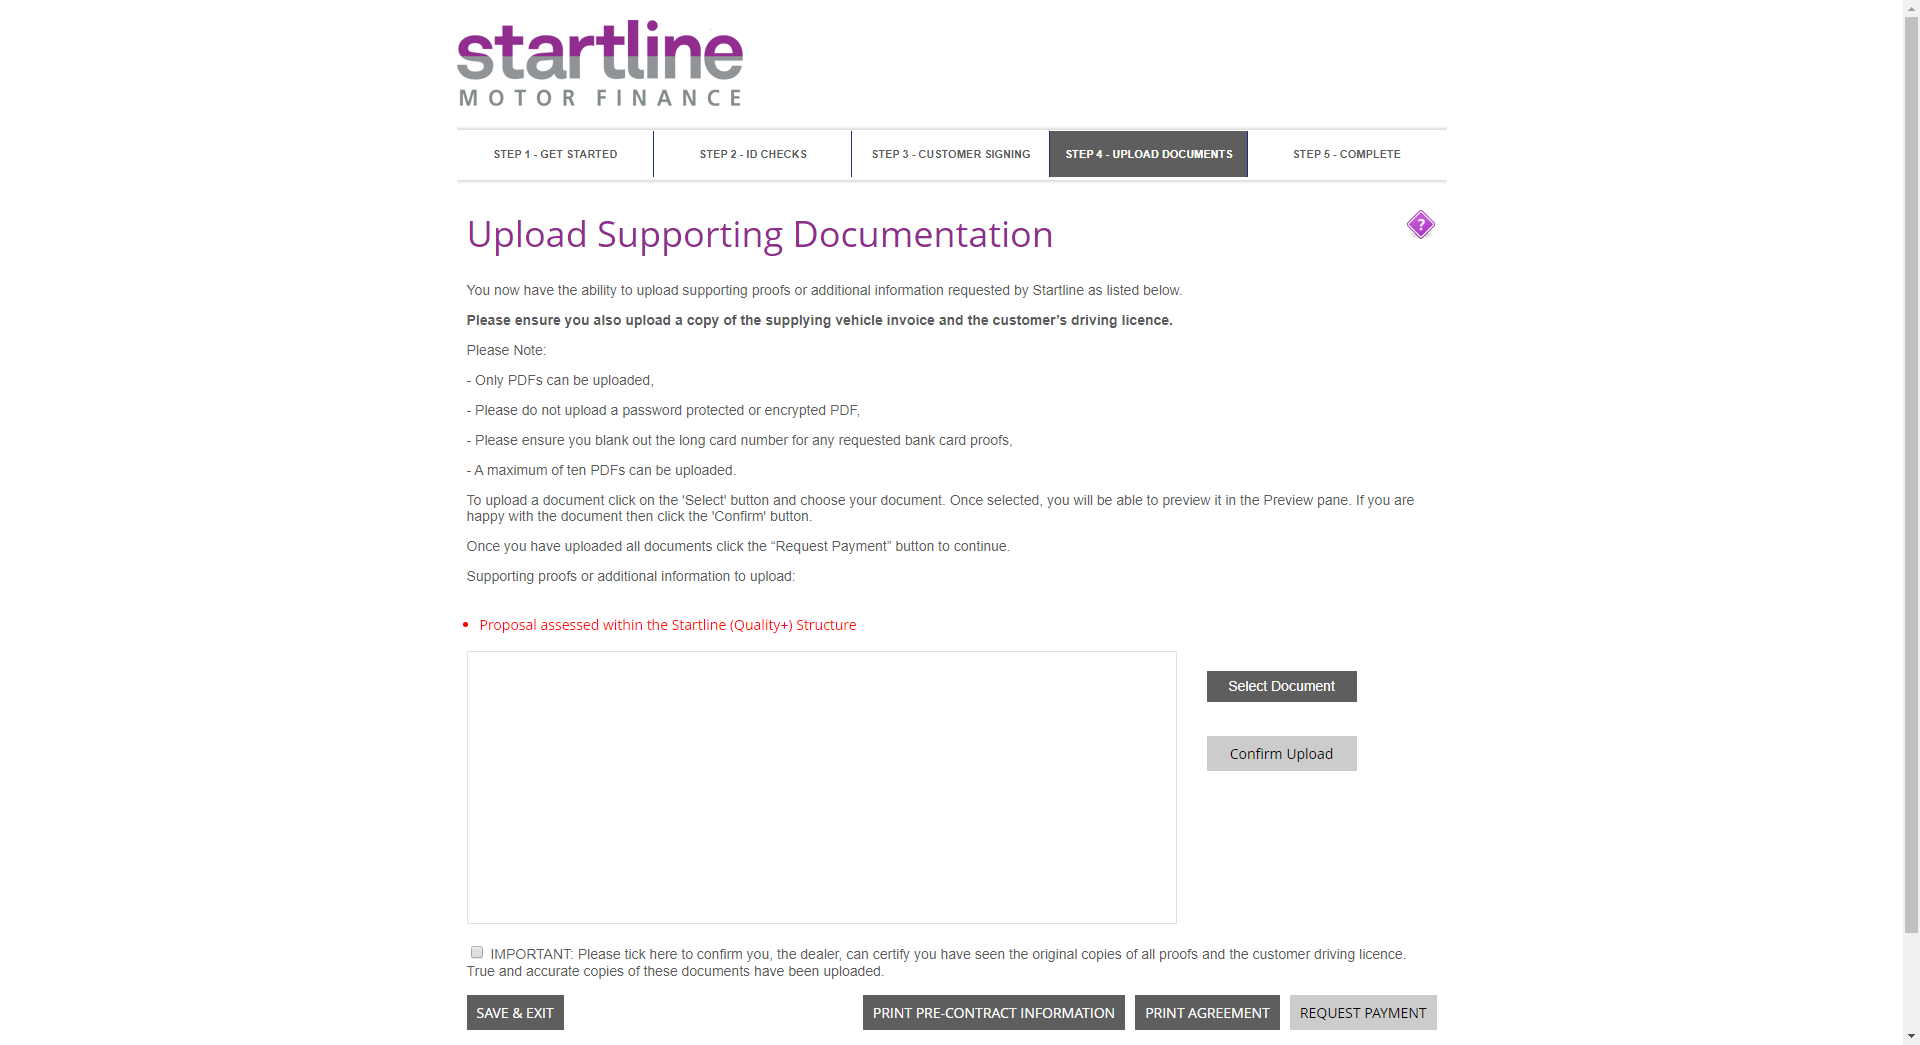 startline
MOTOR FINANCE
STEP 1 - GET STARTED
STEP 2 - ID CHECKS
STEP 3 - CUSTOMER SIGNING
STEP 4 - UPLOAD DOCUMENTS
STEP 5 - COMPLETE
Upload Supporting Documentation
?
You now have the ability to upload supporting proofs or additional information requested by Startline as listed below.
Please ensure you also upload a copy of the supplying vehicle invoice and the customer’s driving licence.
Please Note:
- Only PDFs can be uploaded,
- Please do not upload a password protected or encrypted PDF,
- Please ensure you blank out the long card number for any requested bank card proofs,
- A maximum of ten PDFs can be uploaded.
To upload a document click on the 'Select' button and choose your document. Once selected, you will be able to preview it in the Preview pane. If you are
happy with the document then click the 'Confirm' button.
Once you have uploaded all documents click the “Request Payment” button to continue.
Supporting proofs or additional information to upload:
• Proposal assessed within the Startline (Quality+) Structure
Select Document
Confirm Upload
IMPORTANT: Please tick here to confirm you, the dealer, can certify you have seen the original copies of all proofs and the customer driving licence.
True and accurate copies of these documents have been uploaded.
SAVE & EXIT
PRINT PRE-CONTRACT INFORMATION
PRINT AGREEMENT
REQUEST PAYMENT